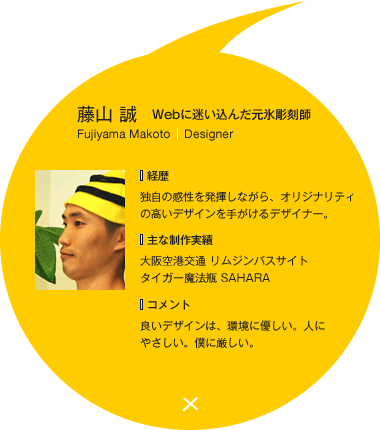 藤山 誠　Webに迷い込んだ元氷彫刻師
Fujiyama Makoto | Designer
経歴
独自の感性を発揮しながら、オリジナリティ
の高いデザインを手がけるデザイナー。
主な制作実績
大阪空港交通 リムジンバスサイト
タイガー魔法瓶 SAHARA
コメント
良いデザインは、環境に優しい。人に
やさしい。僕に厳しい。